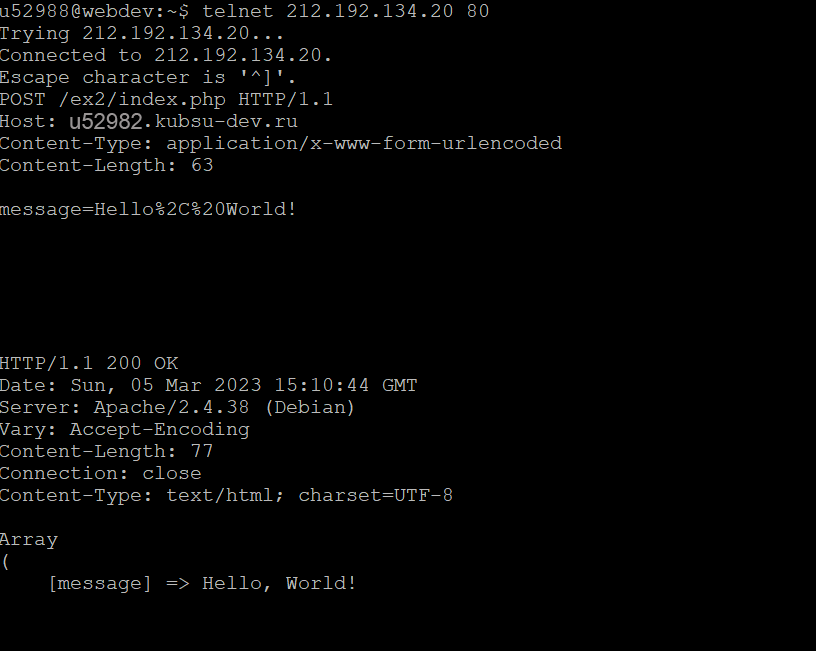 u52988@webdev:~$ telnet 212.192.134.20 80
Trying 212.192.134.20...
Connected to 212.192.134.20.
Escape character is '^]'.
POST /ex2/index.php HTTP/1.1
Host: u52982.kubsu-dev.ru
Content-Type: application/x-www-form-urlencoded
Content-Length: 63
message=Hello%2C%20World!
HTTP/1.1 200 OK
Date: Sun, 05 Mar 2023 15:10:44 GMT
Server: Apache/2.4.38 (Debian)
Vary: Accept-Encoding
Content-Length: 77
Connection: close
Content-Type: text/html; charset=UTF-8
Array
(
[message] => Hello, World!